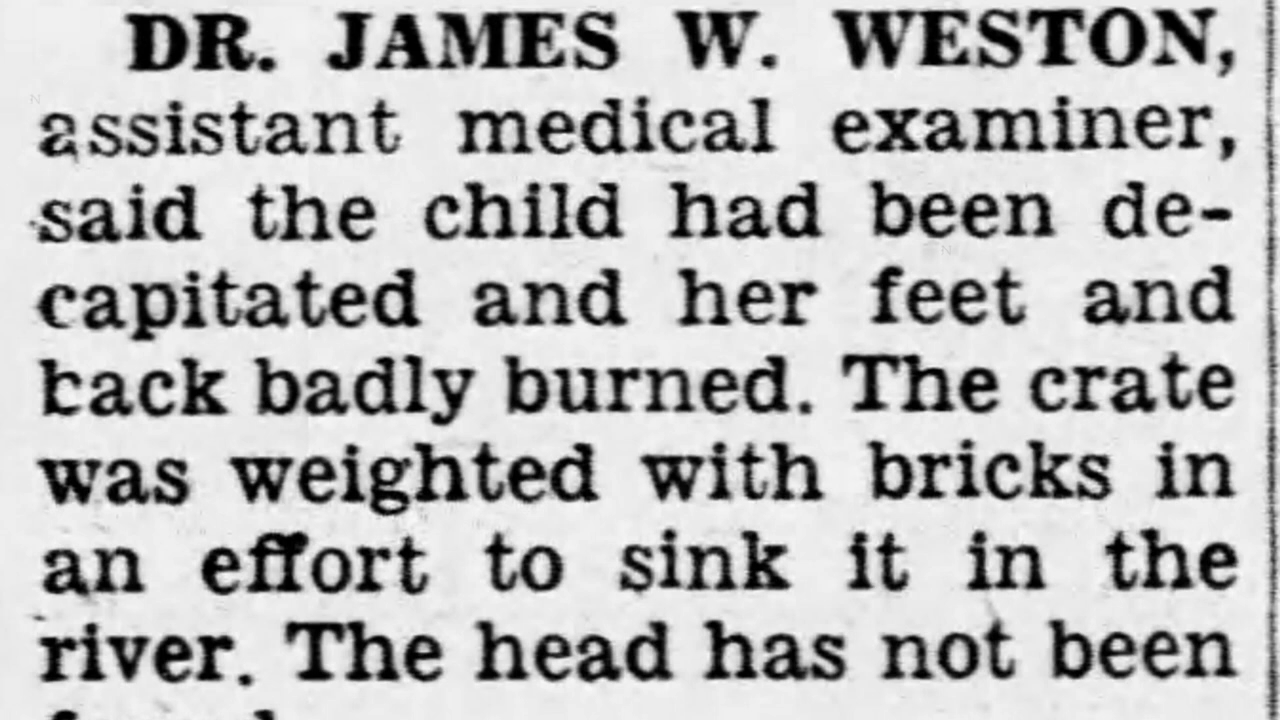 DR. JAMES W. WESTON,
assistant medical examiner,
said the child had been de-
capitated and her feet and
back badly burned. The crate
was weighted with bricks in
an effort to sink it in the
river. The head has not been